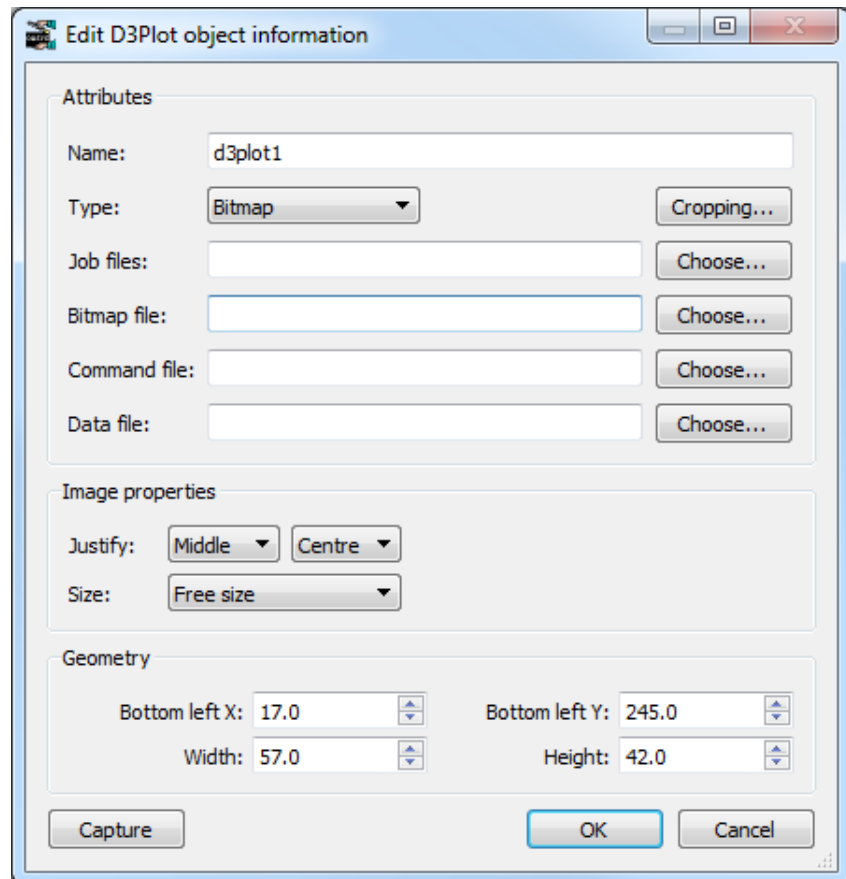 Edit D3Plot object information
Attributes
Name: d3plot1
Type: Bitmap Cropping...
Job files: Choose...
Bitmap file: Choose...
Command file: Choose...
Data file: Choose...
Image properties
Justify: Middle Centre
Size: Free size
Geometry
Bottom left X: 17.0 Bottom left Y: 245.0
Width: 57.0 Height: 42.0
Capture OK Cancel